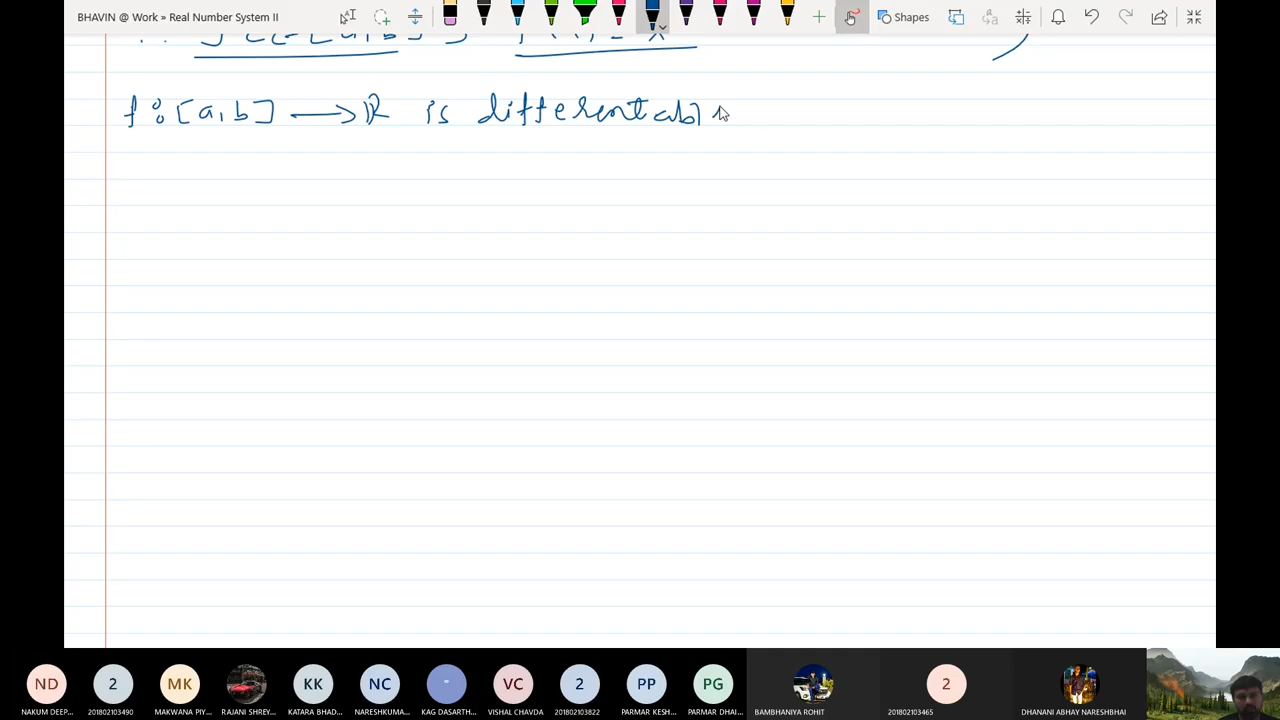 BHAVIN @ Work » Real Number System II
Shapes
f : [a, b] → R is differentabl
ND
2
MK
KK
NC
-
VC
2
PP
PG
2
NAKUM DEEP...
201802103490
MAKWANA PIY...
RAJANI SHREY...
KATARA BHAD...
NARESHKUMA...
KAG DASARTH...
VISHAL CHAVDA
201802103822
PARMAR KESH...
PARMAR DHAI...
BAMBHANIYA ROHIT
201802103465
DHANANI ABHAY NARESHBHAI